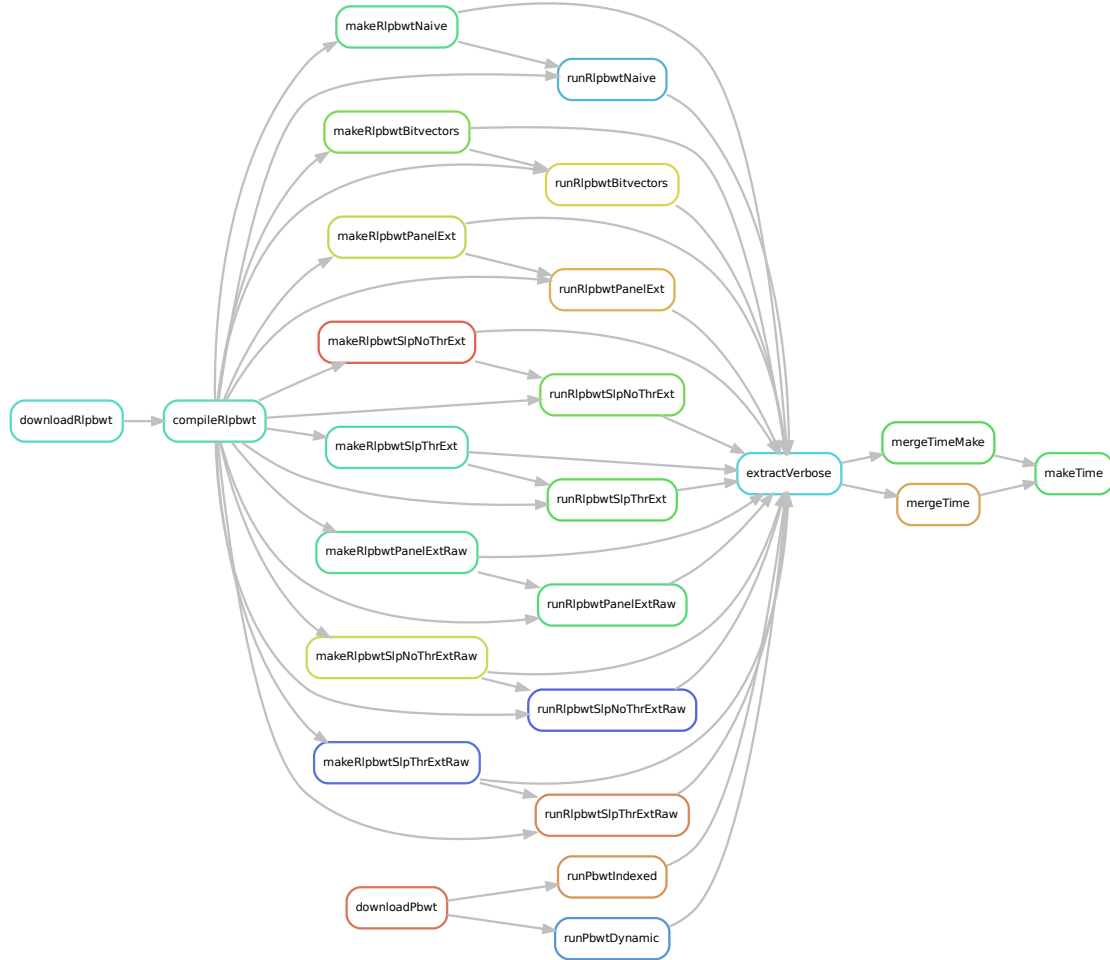 makeRlpbwtNaive
runRlpbwtNaive
makeRlpbwtBitvectors
runRlpbwtBitvectors
makeRlpbwtPanelExt
runRlpbwtPanelExt
makeRlpbwtSlpNoThrExt
runRlpbwtSlpNoThrExt
downloadRlpbwt
compileRlpbwt
makeRlpbwtSlpThrExt
mergeTimeMake
extractVerbose
makeTime
runRlpbwtSlpThrExt
mergeTime
makeRlpbwtPanelExtRaw
runRlpbwtPanelExtRaw
makeRlpbwtSlpNoThrExtRaw
runRlpbwtSlpNoThrExtRaw
makeRlpbwtSlpThrExtRaw
runRlpbwtSlpThrExtRaw
runPbwtIndexed
downloadPbwt
runPbwtDynamic